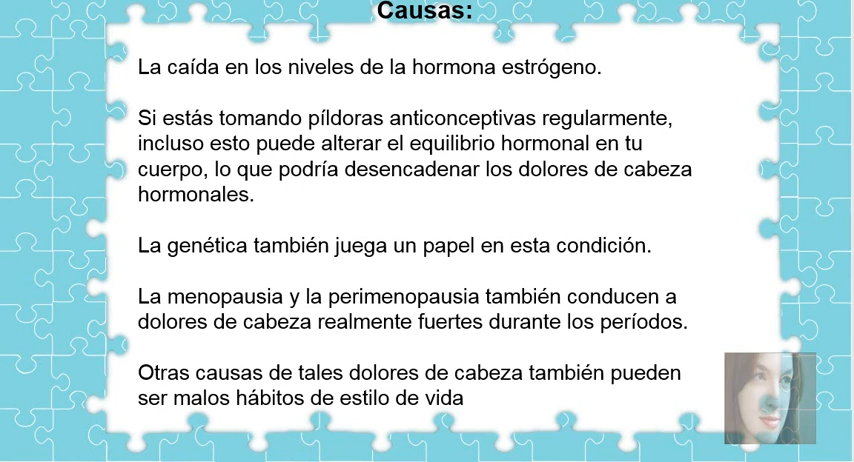 Causas:
La caída en los niveles de la hormona estrógeno.
Si estás tomando píldoras anticonceptivas regularmente,
incluso esto puede alterar el equilibrio hormonal en tu
cuerpo, lo que podría desencadenar los dolores de cabeza
hormonales.
La genética también juega un papel en esta condición.
La menopausia y la perimenopausia también conducen a
dolores de cabeza realmente fuertes durante los períodos.
Otras causas de tales dolores de cabeza también pueden
ser malos hábitos de estilo de vida